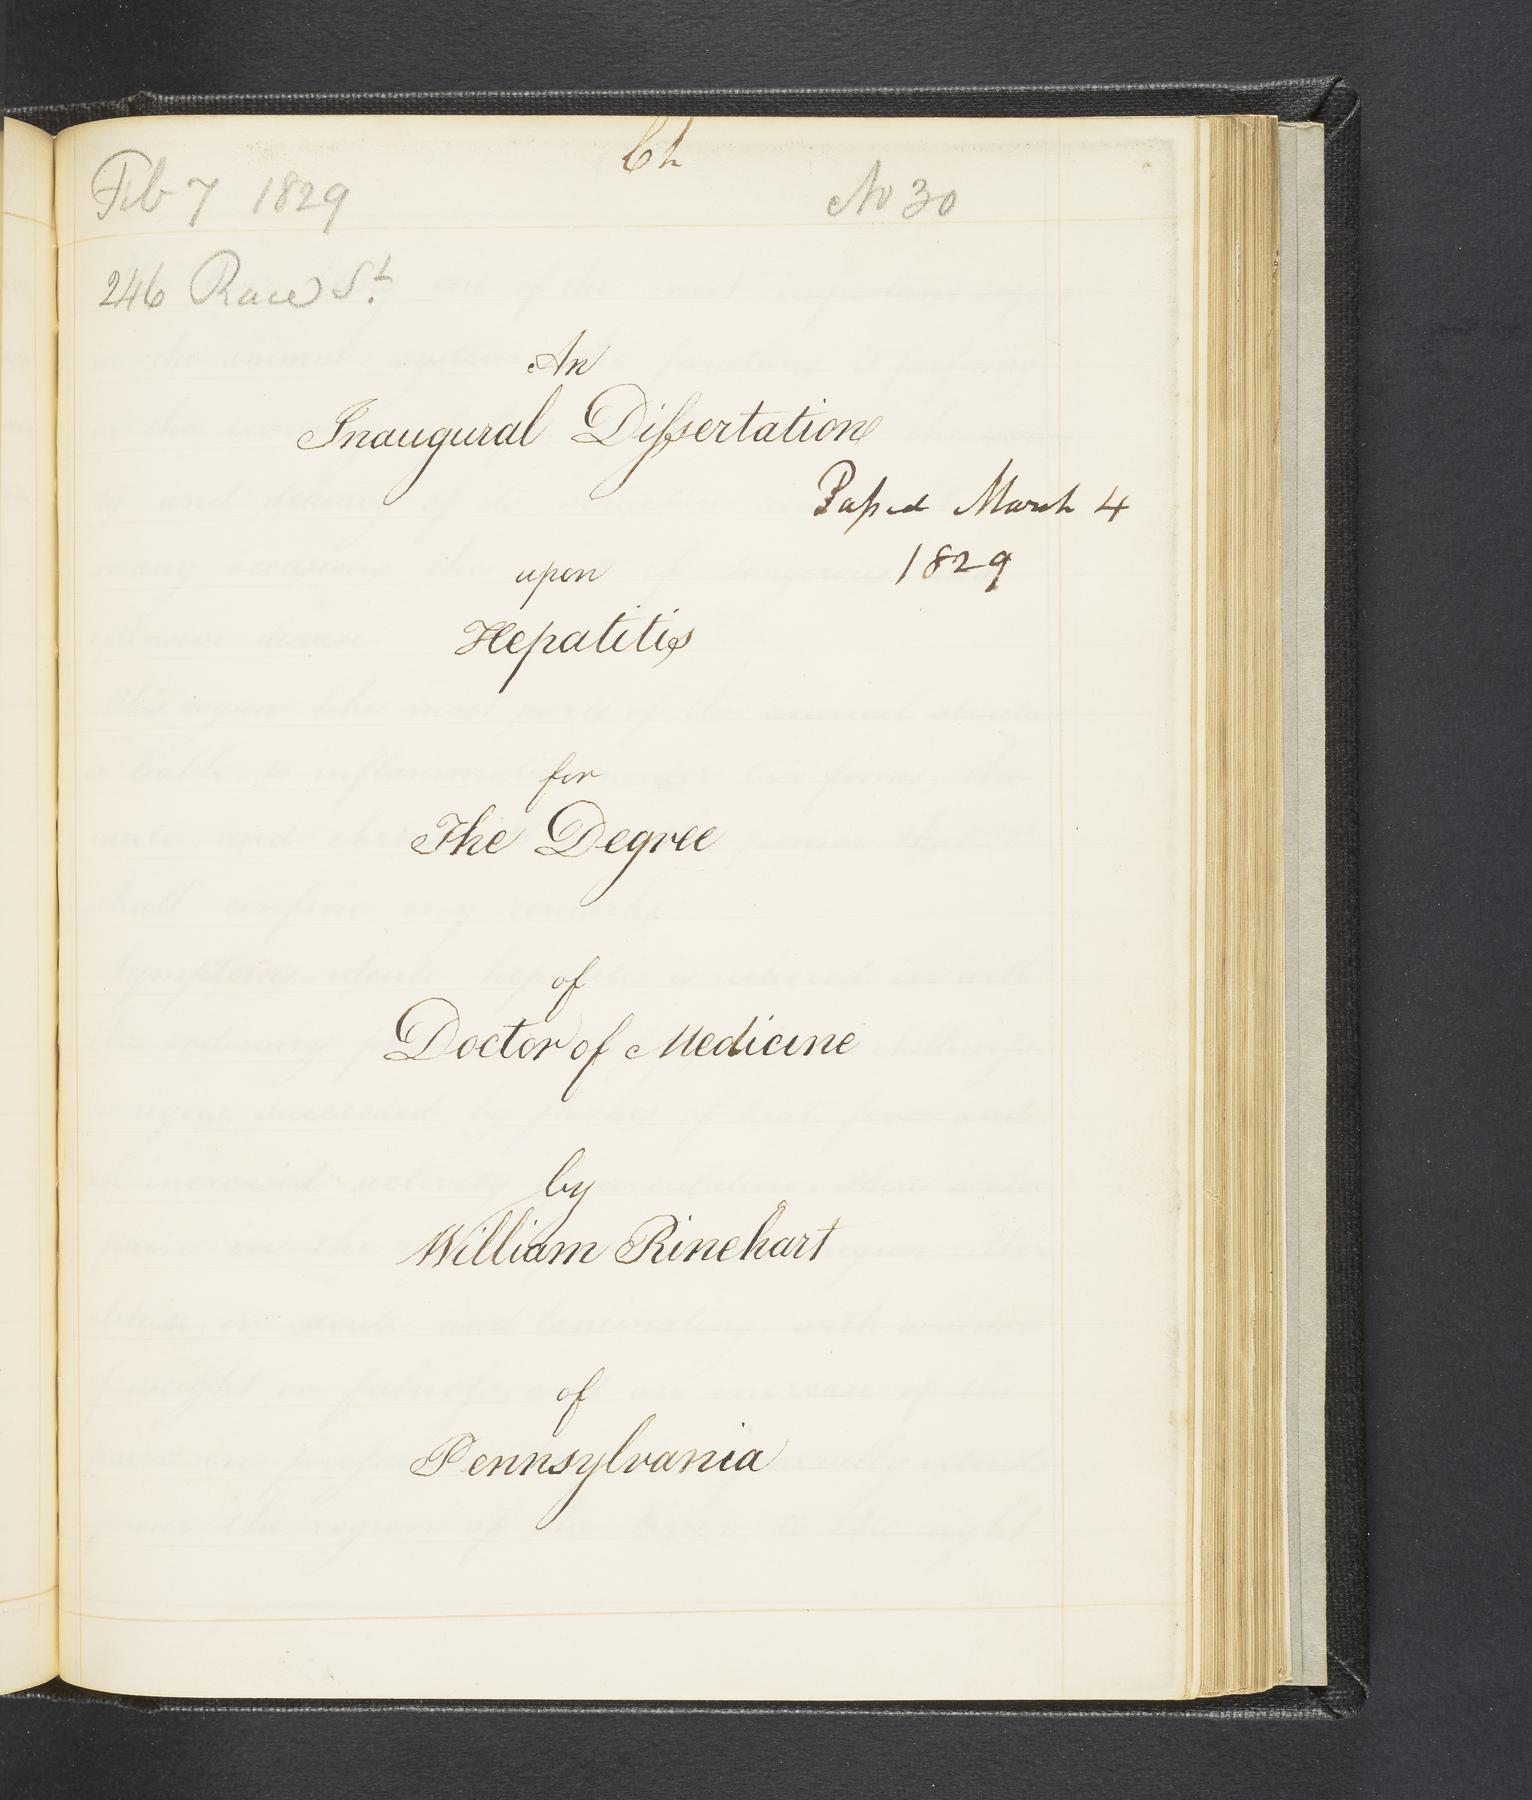 Ch
Feb 7 1829
No 30
246 Race St.
An
Inaugural Dissertation
Passed March 4
1829
upon
Hepatitis
for
The Degree
of
Doctor of Medicine
by
William Rinehart
of
Pennsylvania